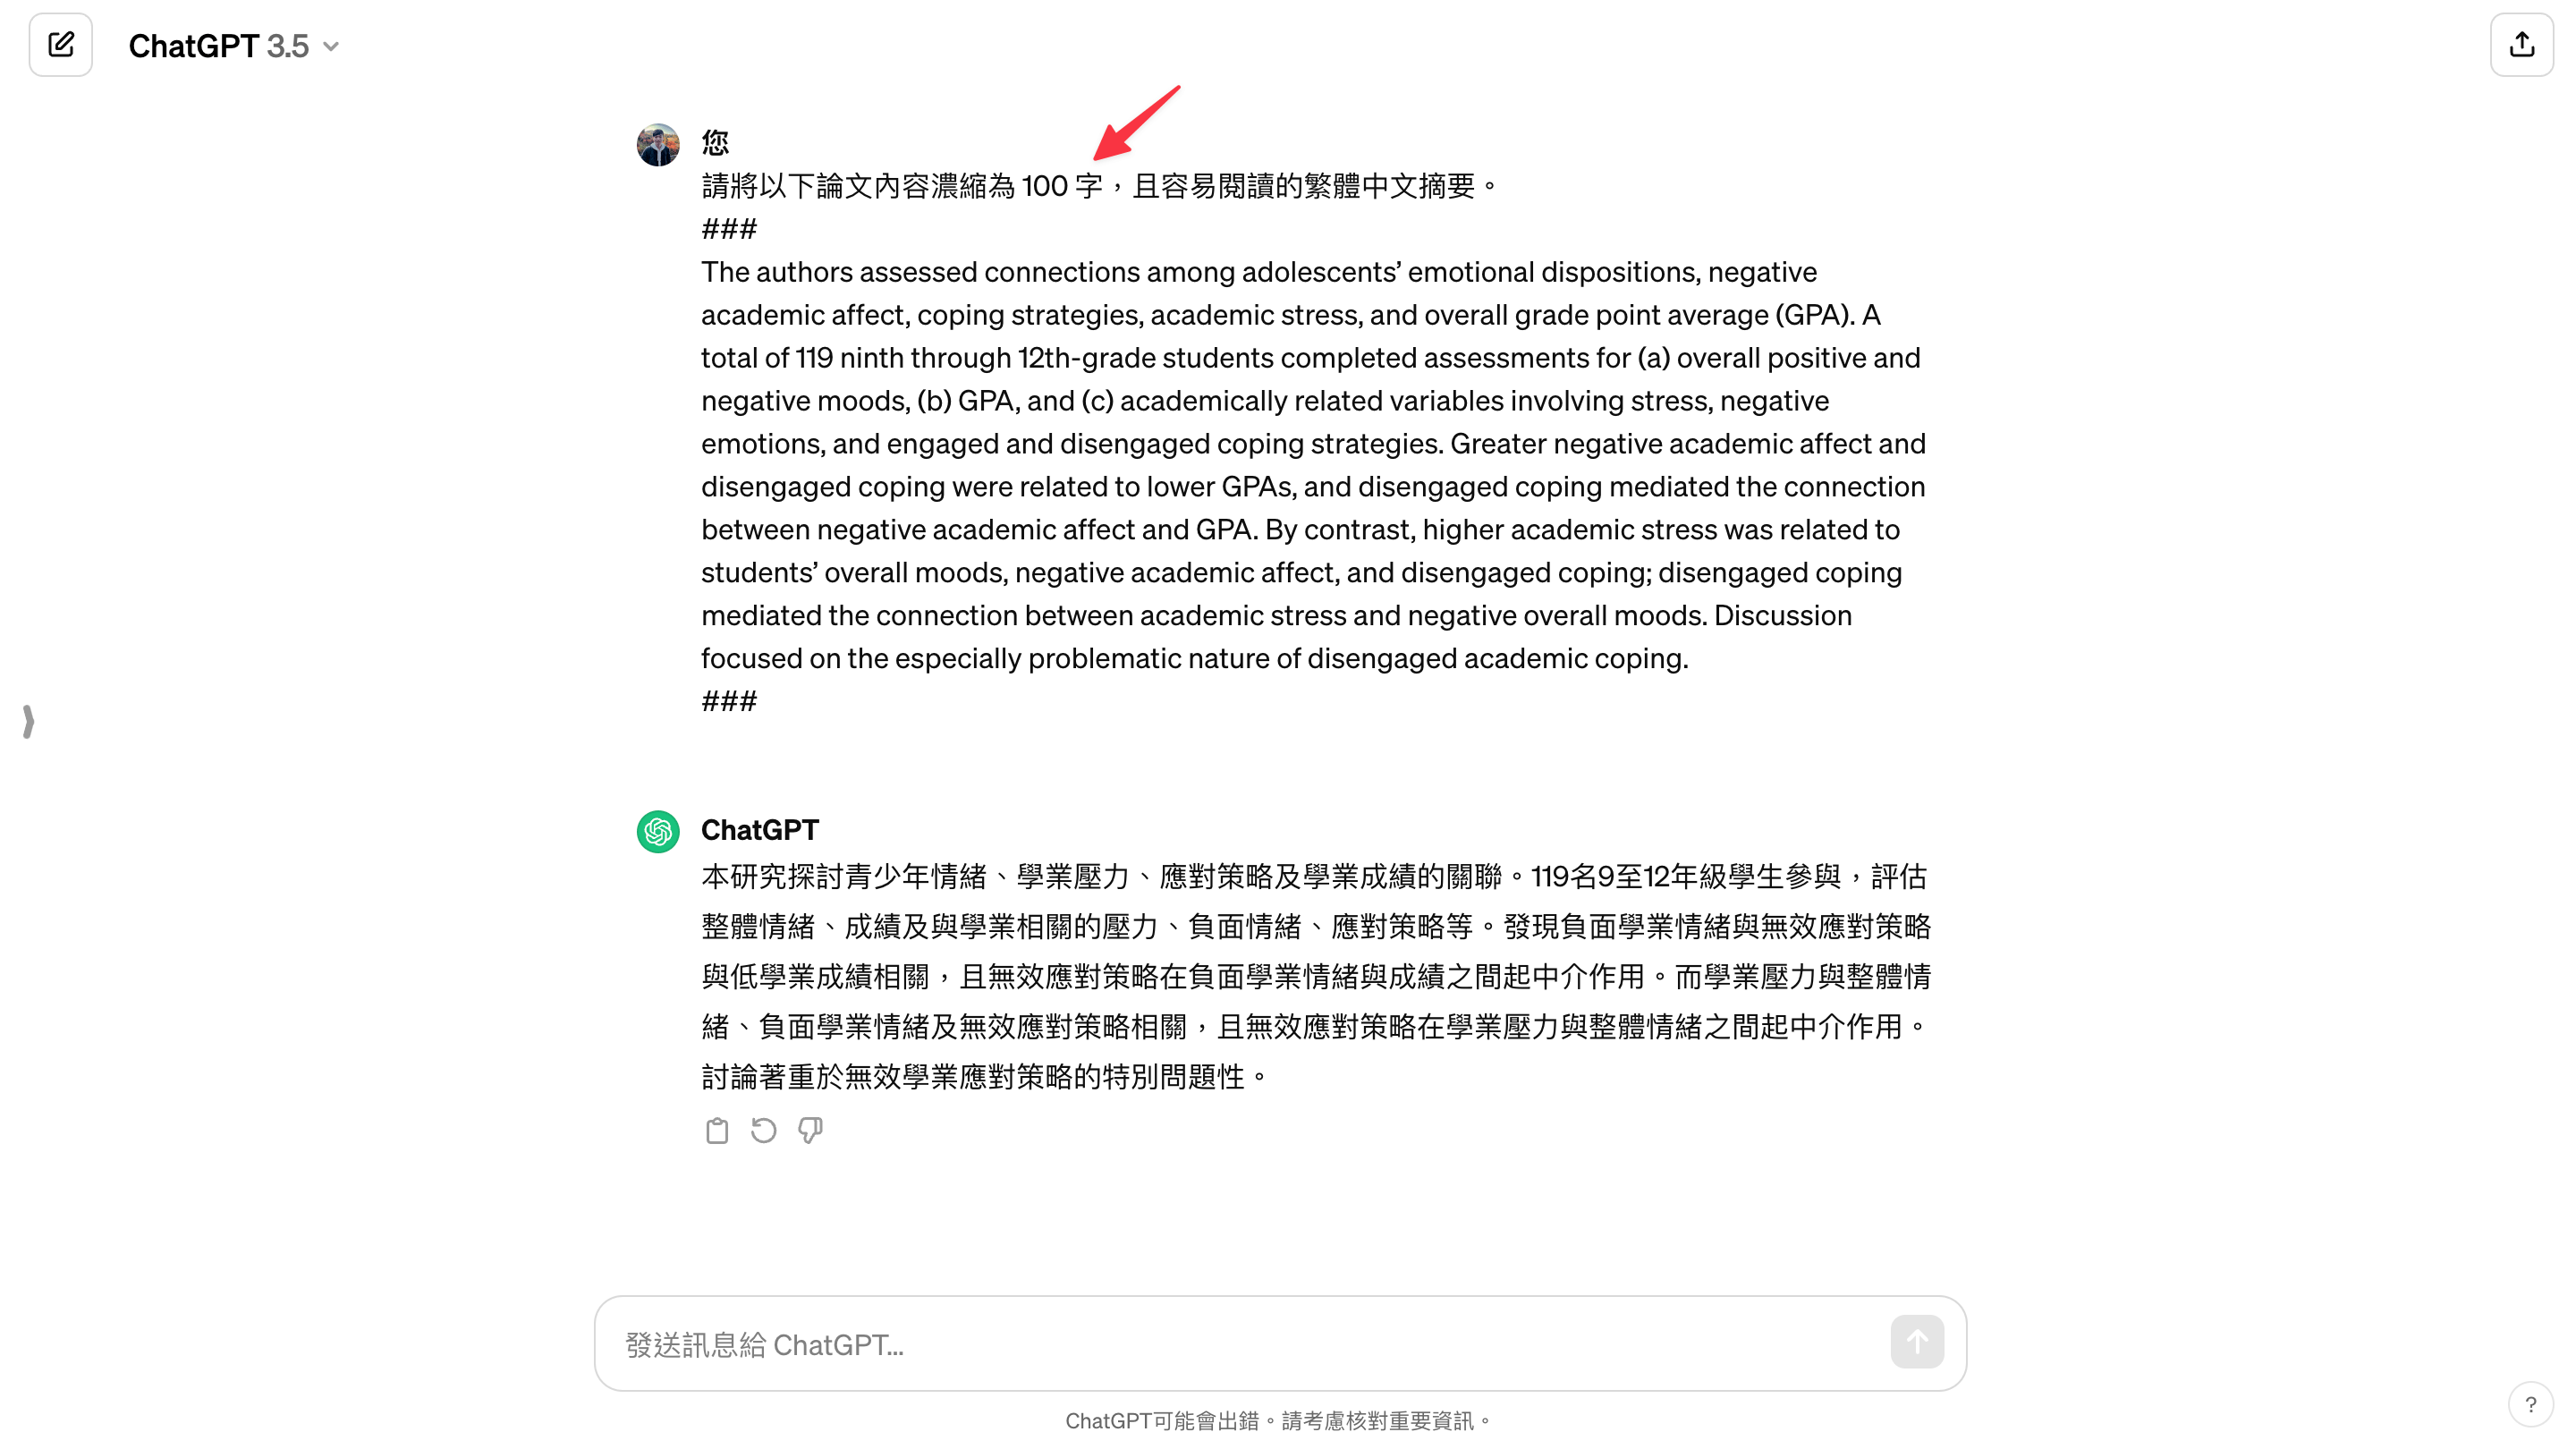 ChatGPT 3.5
您
請將以下論文內容濃縮為 100 字，且容易閱讀的繁體中文摘要。
###
The authors assessed connections among adolescents’ emotional dispositions, negative
academic affect, coping strategies, academic stress, and overall grade point average (GPA). A
total of 119 ninth through 12th-grade students completed assessments for (a) overall positive and
negative moods, (b) GPA, and (c) academically related variables involving stress, negative
emotions, and engaged and disengaged coping strategies. Greater negative academic affect and
disengaged coping were related to lower GPAs, and disengaged coping mediated the connection
between negative academic affect and GPA. By contrast, higher academic stress was related to
students’ overall moods, negative academic affect, and disengaged coping; disengaged coping
mediated the connection between academic stress and negative overall moods. Discussion
focused on the especially problematic nature of disengaged academic coping.
###
ChatGPT
本研究探討青少年情緒、學業壓力、應對策略及學業成績的關聯。119名9至12年級學生參與，評估
整體情緒、成績及與學業相關的壓力、負面情緒、應對策略等。發現負面學業情緒與無效應對策略
與低學業成績相關，且無效應對策略在負面學業情緒與成績之間起中介作用。而學業壓力與整體情
緒、負面學業情緒及無效應對策略相關，且無效應對策略在學業壓力與整體情緒之間起中介作用。
討論著重於無效學業應對策略的特別問題性。
發送訊息給 ChatGPT...
ChatGPT可能會出錯。請考慮核對重要資訊。
?